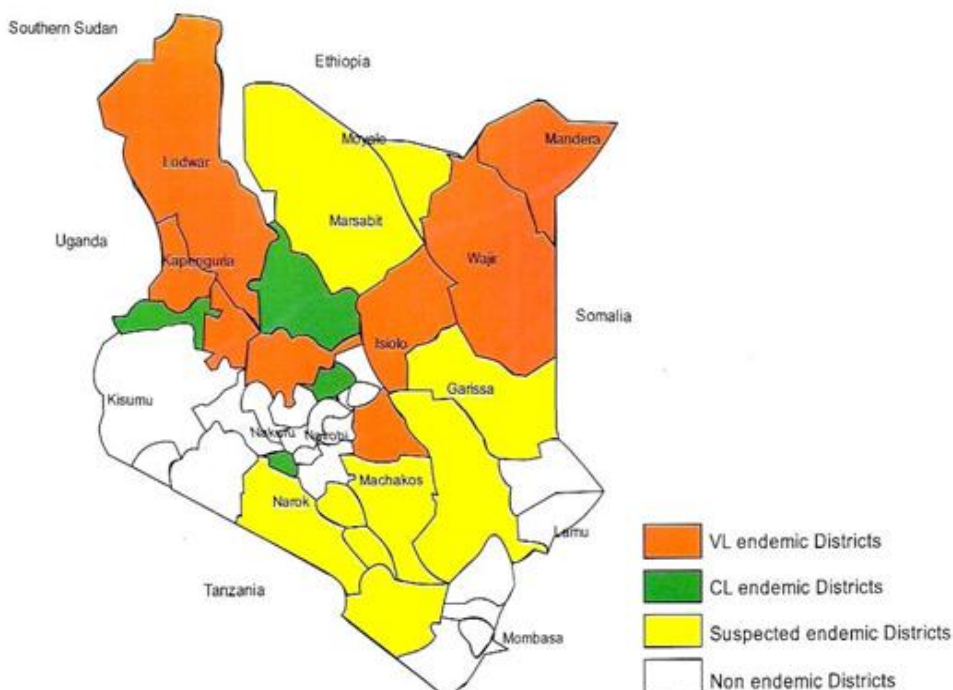 Southern Sudan
Ethiopia
Moyale
Mandera
Lodwar
Marsabit
Uganda
Kapenguria
Wajir
Somalia
Isiolo
Garissa
Kisumu
Nakuru
Nairobi
Machakos
Narok
Lamu
Tanzania
Mombasa
VL endemic Districts
CL endemic Districts
Suspected endemic Districts
Non endemic Districts